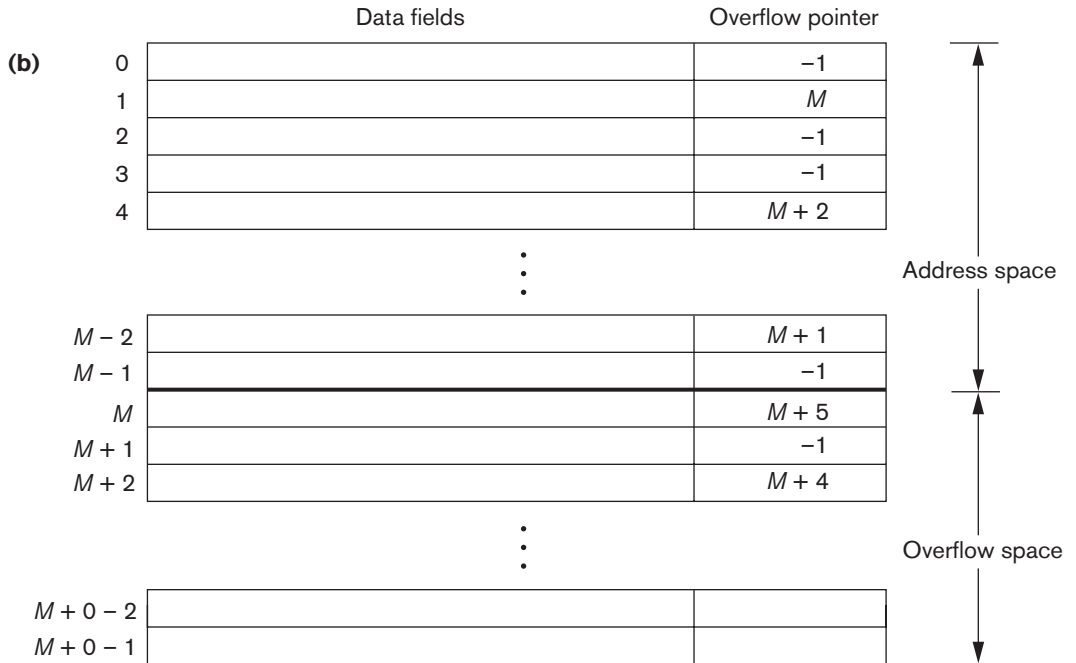 Data fields Overflow pointer
(b) 0 –1
1 M
2 –1
3 –1
4 M + 2
Address space
M – 2 M + 1
M – 1 –1
M M + 5
M + 1 –1
M + 2 M + 4
Overflow space
M + 0 – 2
M + 0 – 1